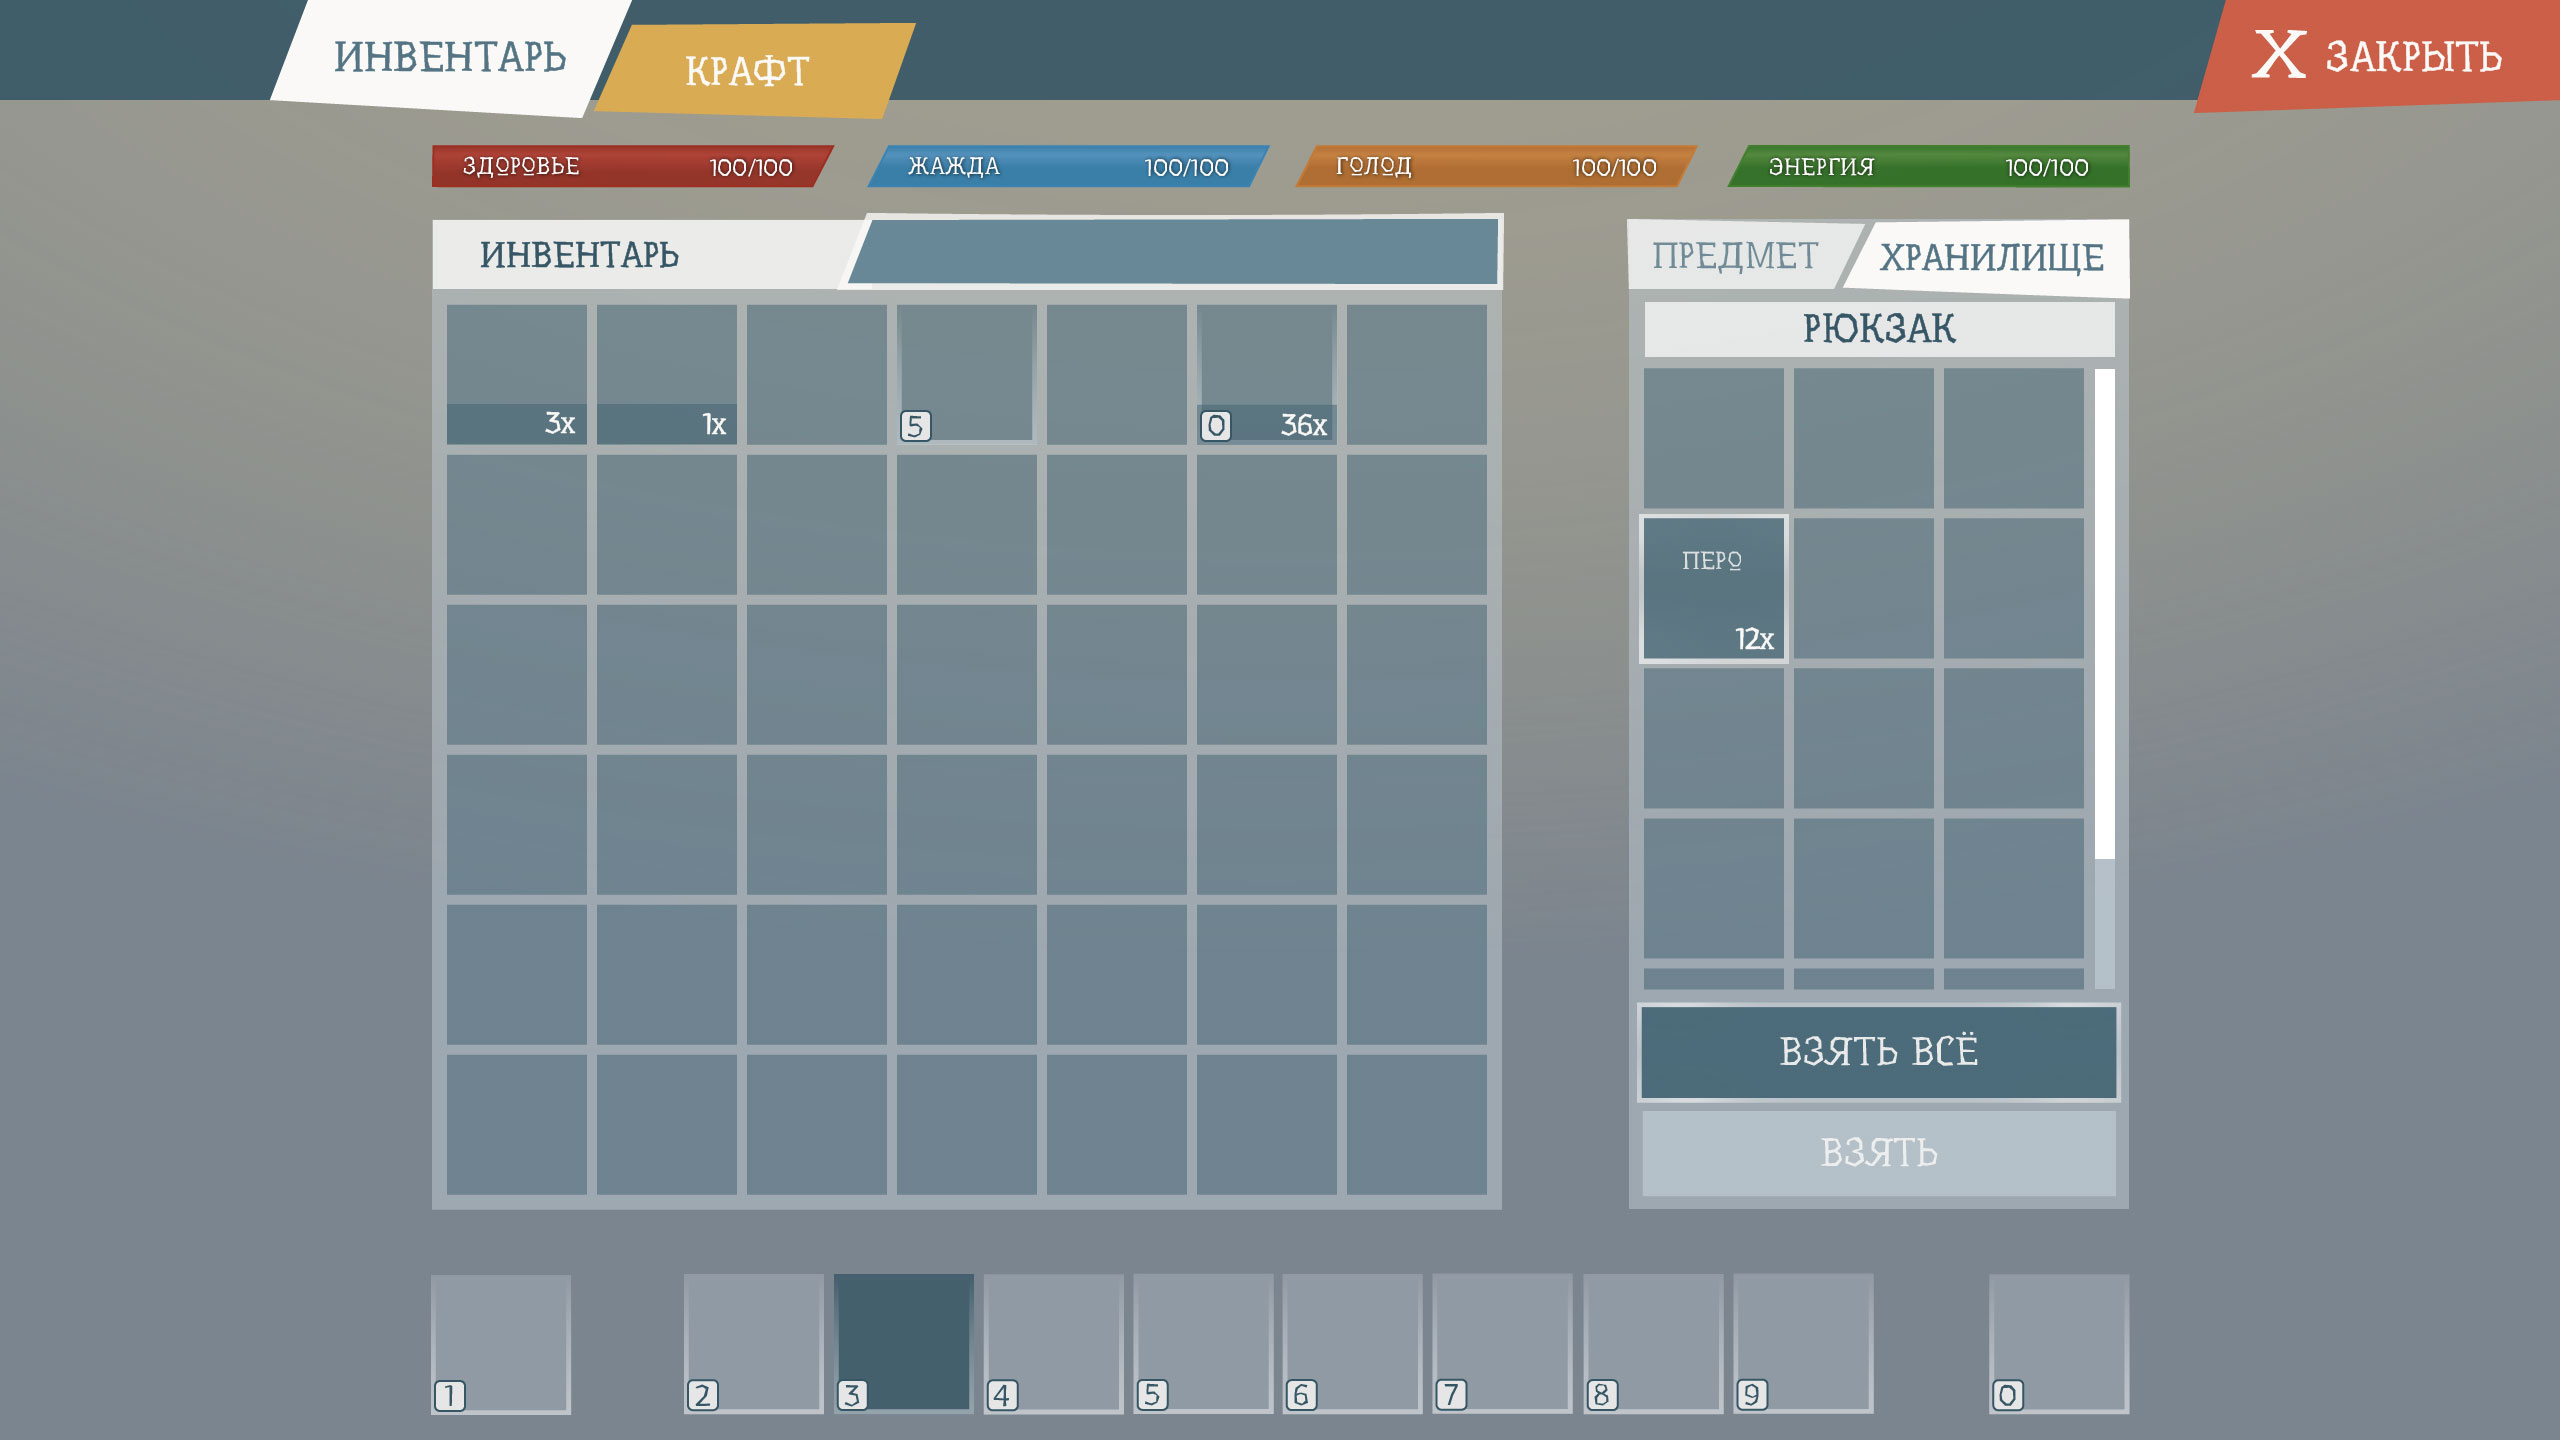 ИНВЕНТАРЬ
КРАФТ
X ЗАКРЫТЬ
ЗДОРОВЬЕ 100/100
ЖАЖДА 100/100
ГОЛОД 100/100
ЭНЕРГИЯ 100/100
ИНВЕНТАРЬ
3x
1x
5
0 36x
ПРЕДМЕТ
ХРАНИЛИЩЕ
РЮКЗАК
ПЕРО
12x
ВЗЯТЬ ВСЁ
ВЗЯТЬ
1
2
3
4
5
6
7
8
9
0